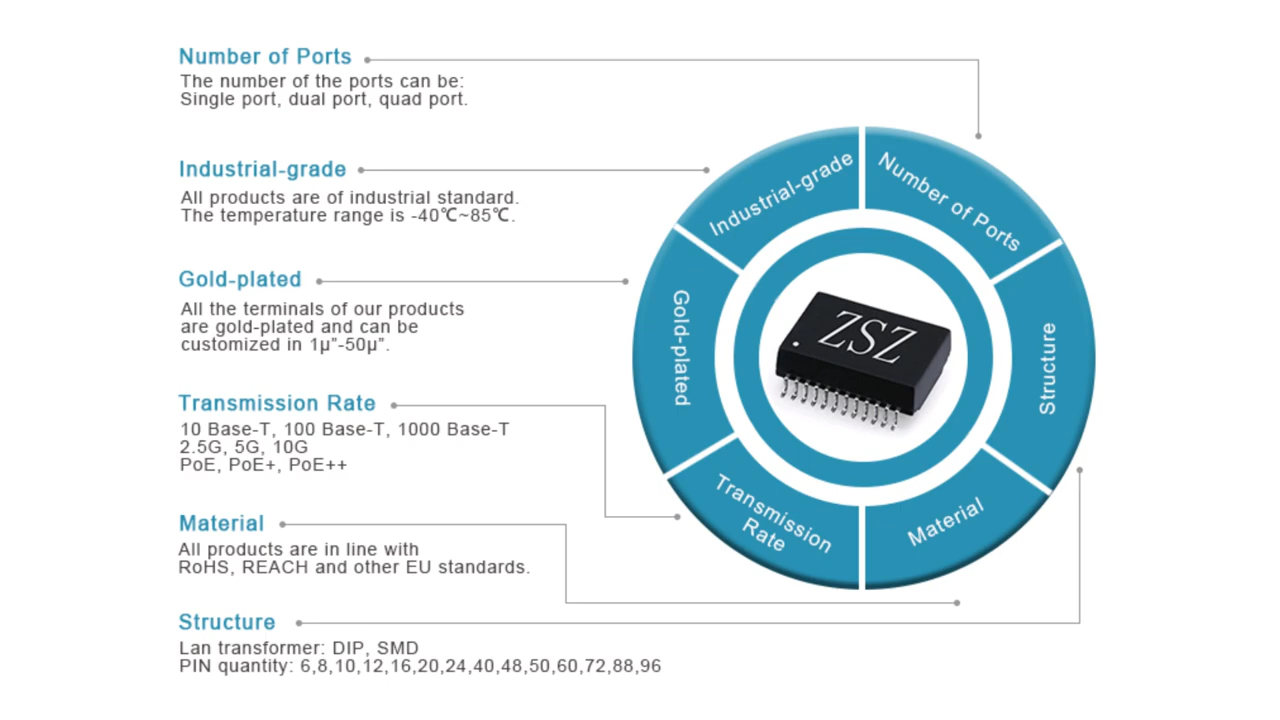 Number of Ports
The number of the ports can be:
Single port, dual port, quad port.
Industrial-grade
All products are of industrial standard.
The temperature range is -40℃~85℃.
Gold-plated
All the terminals of our products
are gold-plated and can be
customized in 1μ”-50μ”.
Transmission Rate
10 Base-T, 100 Base-T, 1000 Base-T
2.5G, 5G, 10G
PoE, PoE+, PoE++
Material
All products are in line with
RoHS, REACH and other EU standards.
Structure
Lan transformer: DIP, SMD
PIN quantity: 6,8,10,12,16,20,24,40,48,50,60,72,88,96
Industrial-grade
Number of Ports
Gold-plated
Structure
Transmission
Rate
Material
ZSZ